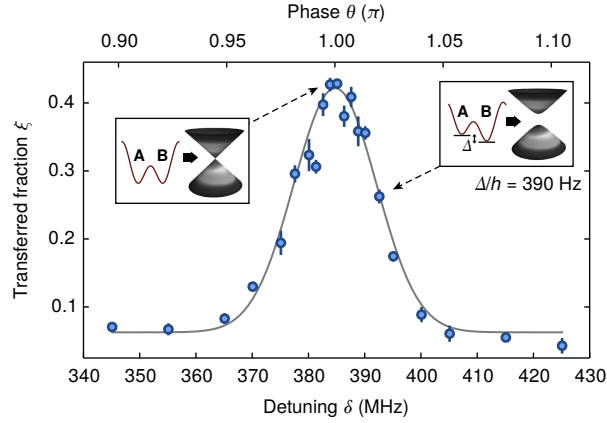 Phase θ (π)
0.90 0.95 1.00 1.05 1.10
Transferred fraction ξ
0.4
0.3
0.2
0.1
A B
A B
Δ
Δ/h = 390 Hz
340 350 360 370 380 390 400 410 420 430
Detuning δ (MHz)